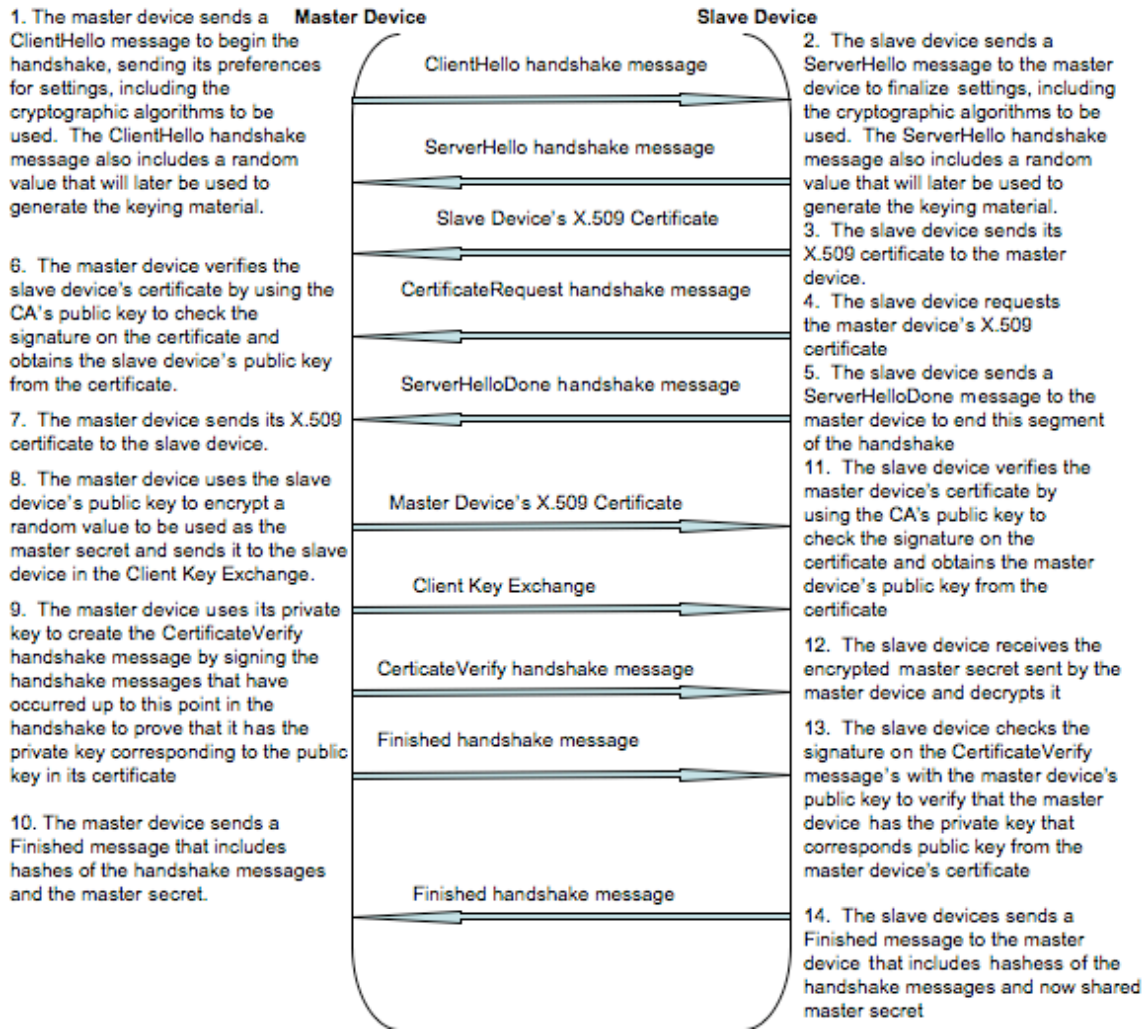 Master Device
Slave Device
1. The master device sends a
ClientHello message to begin the
handshake, sending its preferences
for settings, including the
cryptographic algorithms to be
used. The ClientHello handshake
message also includes a random
value that will later be used to
generate the keying material.
6. The master device verifies the
slave device's certificate by using the
CA's public key to check the
signature on the certificate and
obtains the slave device's public key
from the certificate.
7. The master device sends its X.509
certificate to the slave device.
8. The master device uses the slave
device's public key to encrypt a
random value to be used as the
master secret and sends it to the slave
device in the Client Key Exchange.
9. The master device uses its private
key to create the CertificateVerify
handshake message by signing the
handshake messages that have
occurred up to this point in the
handshake to prove that it has the
private key corresponding to the public
key in its certificate
10. The master device sends a
Finished message that includes
hashes of the handshake messages
and the master secret.
ClientHello handshake message
ServerHello handshake message
Slave Device's X.509 Certificate
CertificateRequest handshake message
ServerHelloDone handshake message
Master Device's X.509 Certificate
Client Key Exchange
CerticateVerify handshake message
Finished handshake message
Finished handshake message
2. The slave device sends a
ServerHello message to the master
device to finalize settings, including
the cryptographic algorithms to be
used. The ServerHello handshake
message also includes a random
value that will later be used to
generate the keying material.
3. The slave device sends its
X.509 certificate to the master
device.
4. The slave device requests
the master device's X.509
certificate
5. The slave device sends a
ServerHelloDone message to the
master device to end this segment
of the handshake
11. The slave device verifies the
master device's certificate by
using the CA's public key to
check the signature on the
certificate and obtains the master
device's public key from the
certificate
12. The slave device receives the
encrypted master secret sent by the
master device and decrypts it
13. The slave device checks the
signature on the CertificateVerify
message's with the master device's
public key to verify that the master
device has the private key that
corresponds public key from the
master device's certificate
14. The slave devices sends a
Finished message to the master
device that includes hashess of the
handshake messages and now shared
master secret